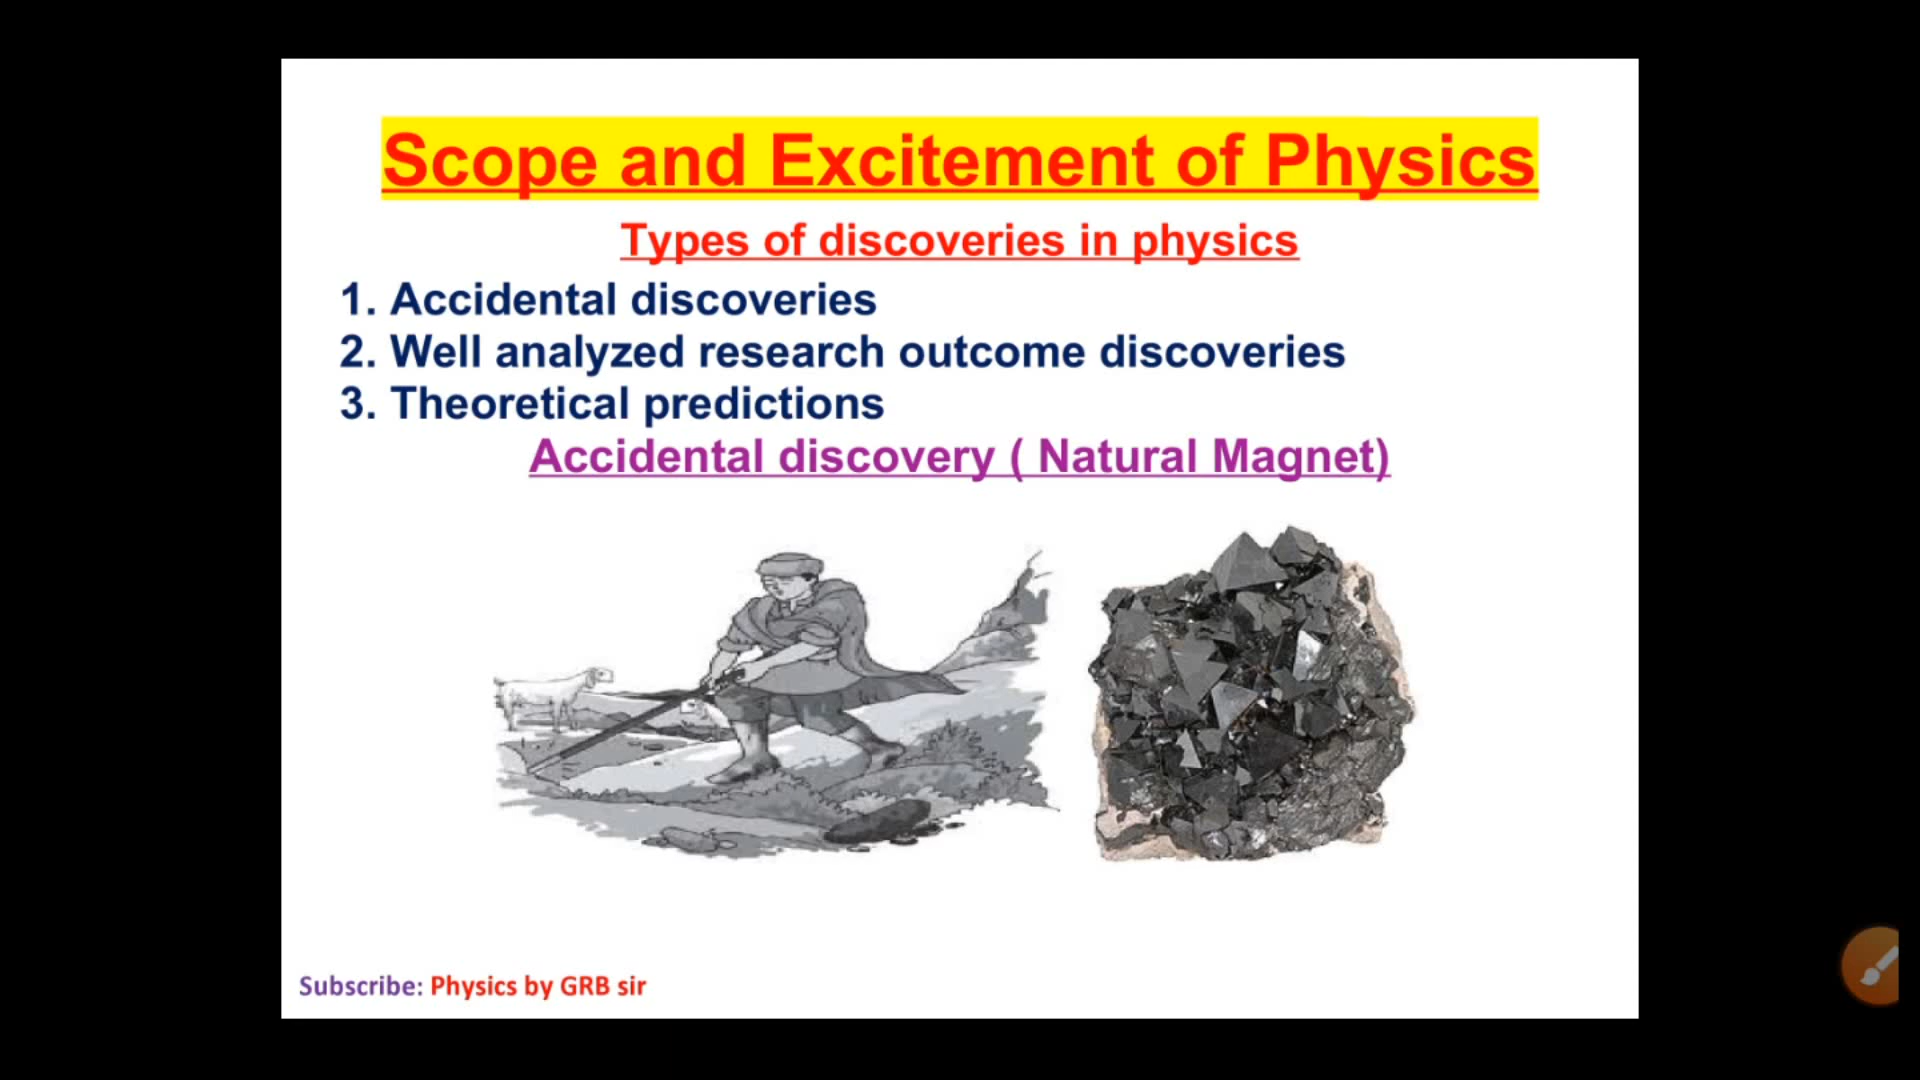 Scope and Excitement of Physics
Types of discoveries in physics
1. Accidental discoveries
2. Well analyzed research outcome discoveries
3. Theoretical predictions
Accidental discovery ( Natural Magnet)
Subscribe: Physics by GRB sir